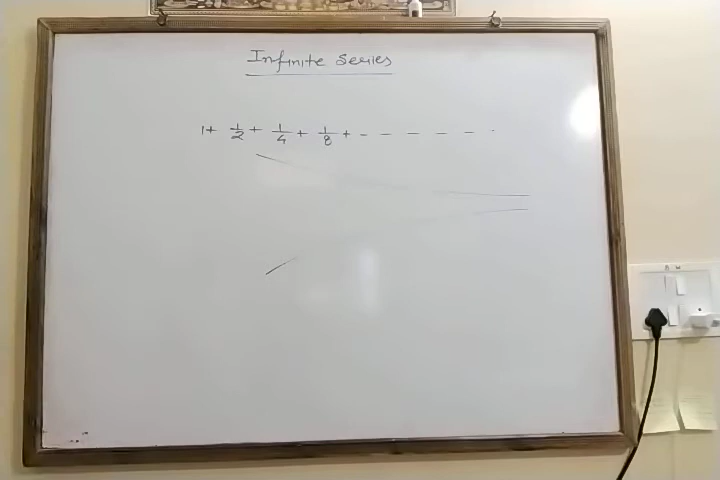 Infinite Series
1 + 1/2 + 1/4 + 1/8 + - - - - - -